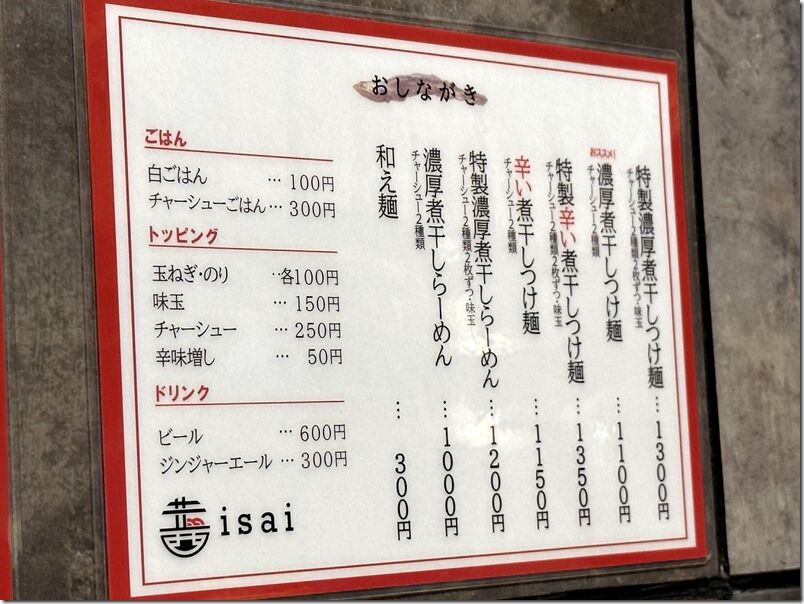 おしながき
特製濃厚煮干しつけ麺 … 1300円
チャーシュー2種類2枚ずつ・味玉
おススメ!
濃厚煮干しつけ麺 … 1100円
チャーシュー2種類
特製辛い煮干しつけ麺 … 1350円
チャーシュー2種類2枚ずつ・味玉
辛い煮干しつけ麺 … 1150円
チャーシュー2種類
特製濃厚煮干しらーめん … 1200円
チャーシュー2種類2枚ずつ・味玉
濃厚煮干しらーめん … 1000円
チャーシュー2種類
和え麺 … 300円
ごはん
白ごはん … 100円
チャーシューごはん… 300円
トッピング
玉ねぎ・のり ‥各100円
味玉 … 150円
チャーシュー … 250円
辛味増し … 50円
ドリンク
ビール … 600円
ジンジャーエール … 300円
isai